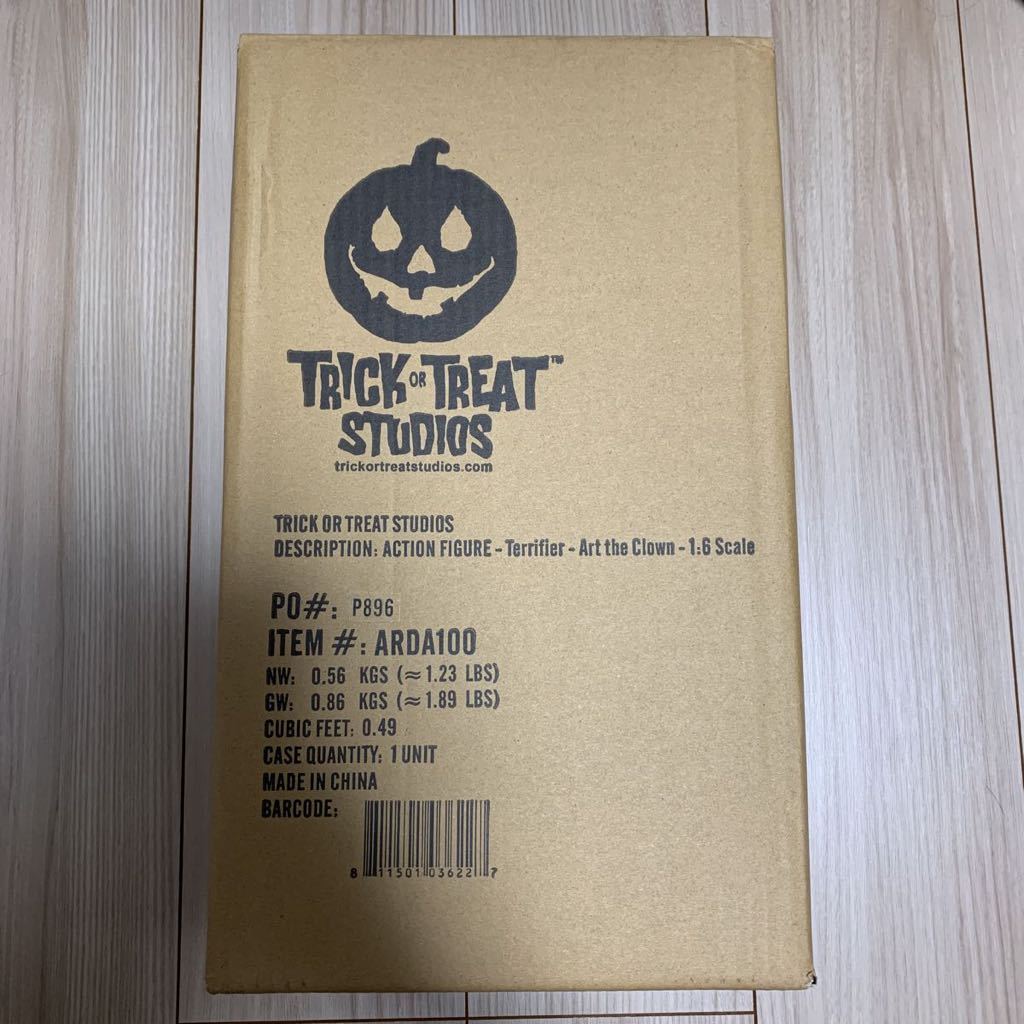 TRICK OR TREAT™
STUDIOS
trickortreatstudios.com
TRICK OR TREAT STUDIOS
DESCRIPTION: ACTION FIGURE - Terrifier - Art the Clown - 1:6 Scale
PO#: P896
ITEM #: ARDA100
NW: 0.56 KGS (≈1.23 LBS)
GW: 0.86 KGS (≈1.89 LBS)
CUBIC FEET: 0.49
CASE QUANTITY: 1 UNIT
MADE IN CHINA
BARCODE:
8 11501 03622 7